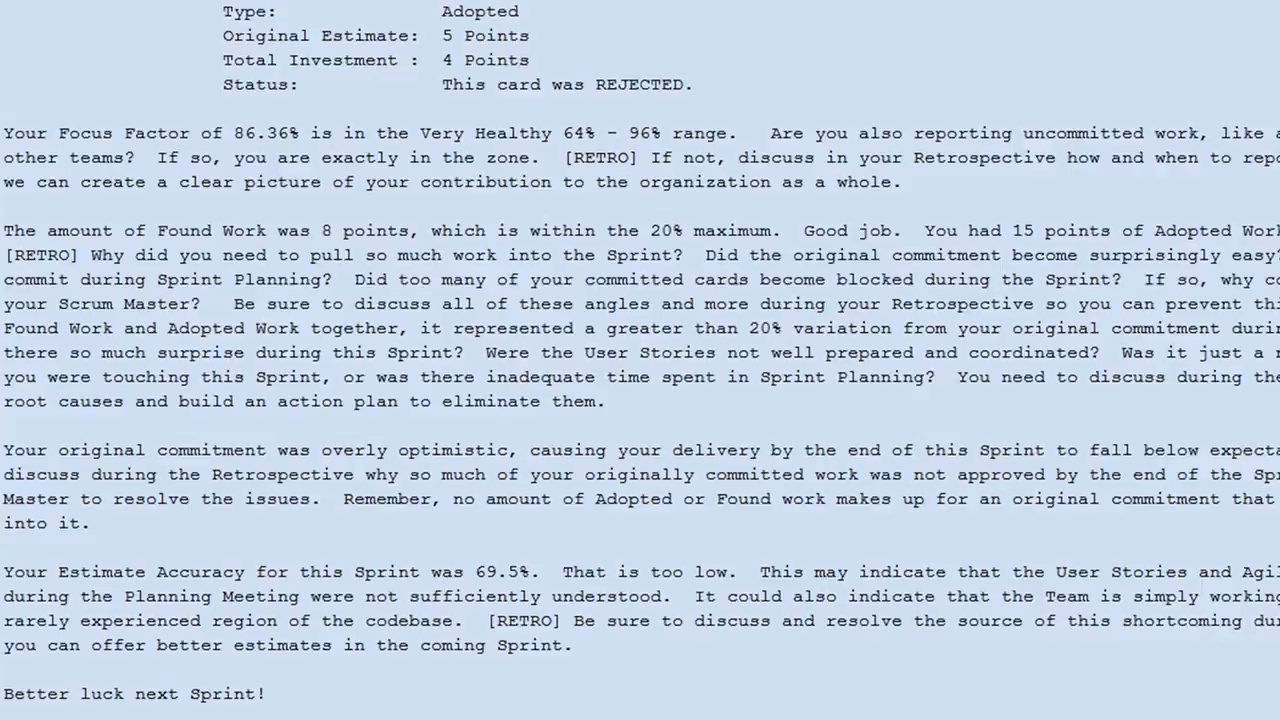 Type: Adopted
Original Estimate: 5 Points
Total Investment : 4 Points
Status: This card was REJECTED.
Your Focus Factor of 86.36% is in the Very Healthy 64% - 96% range. Are you also reporting uncommitted work, like
other teams? If so, you are exactly in the zone. [RETRO] If not, discuss in your Retrospective how and when to
we can create a clear picture of your contribution to the organization as a whole.
The amount of Found Work was 8 points, which is within the 20% maximum. Good job. You had 15 points of Adopted Work
[RETRO] Why did you need to pull so much work into the Sprint? Did the original commitment become surprisingly easy?
commit during Sprint Planning? Did too many of your committed cards become blocked during the Sprint? If so, why
your Scrum Master? Be sure to discuss all of these angles and more during your Retrospective so you can prevent
Found Work and Adopted Work together, it represented a greater than 20% variation from your original commitment
there so much surprise during this Sprint? Were the User Stories not well prepared and coordinated? Was it just a
you were touching this Sprint, or was there inadequate time spent in Sprint Planning? You need to discuss during the
root causes and build an action plan to eliminate them.
Your original commitment was overly optimistic, causing your delivery by the end of this Sprint to fall below
discuss during the Retrospective why so much of your originally committed work was not approved by the end of the
Master to resolve the issues. Remember, no amount of Adopted or Found work makes up for an original commitment that
into it.
Your Estimate Accuracy for this Sprint was 69.5%. That is too low. This may indicate that the User Stories and
during the Planning Meeting were not sufficiently understood. It could also indicate that the Team is simply working
rarely experienced region of the codebase. [RETRO] Be sure to discuss and resolve the source of this shortcoming
you can offer better estimates in the coming Sprint.
Better luck next Sprint!